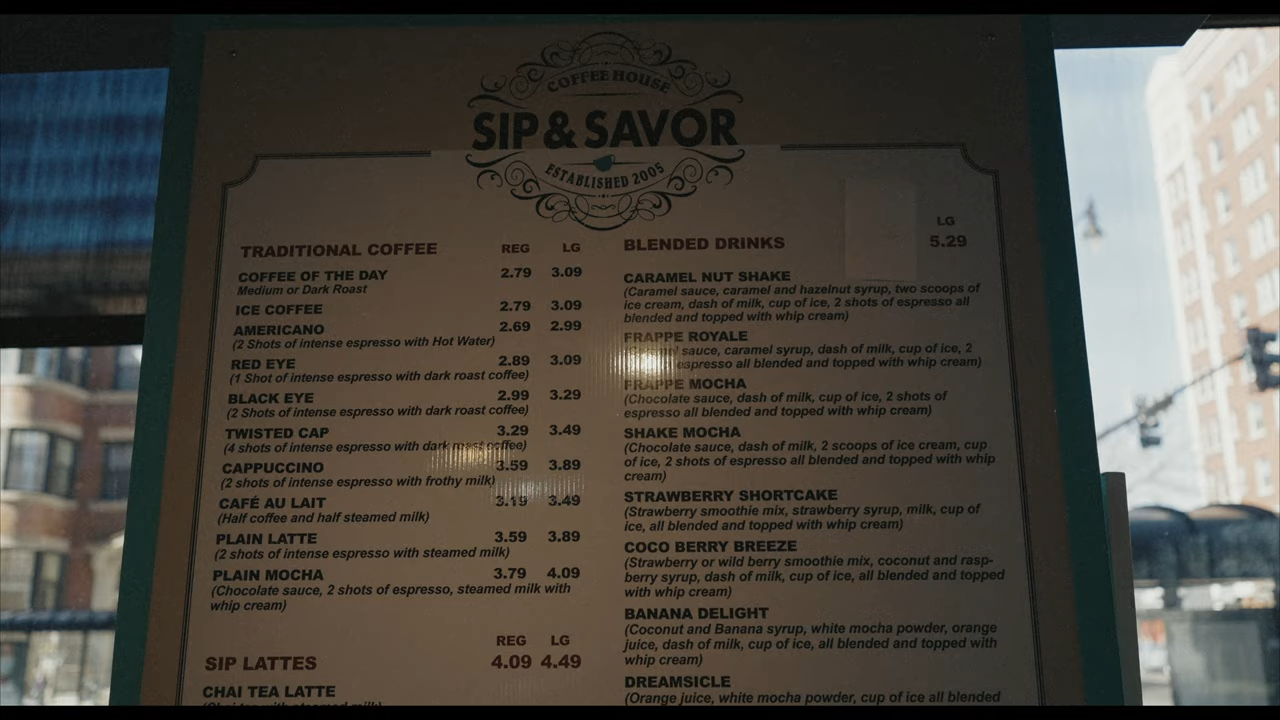 COFFEE HOUSE
SIP & SAVOR
ESTABLISHED 2005
TRADITIONAL COFFEE REG LG
COFFEE OF THE DAY 2.79 3.09
Medium or Dark Roast
ICE COFFEE 2.79 3.09
AMERICANO 2.69 2.99
(2 Shots of intense espresso with Hot Water)
RED EYE 2.89 3.09
(1 Shot of intense espresso with dark roast coffee)
BLACK EYE 2.99 3.29
(2 Shots of intense espresso with dark roast coffee)
TWISTED CAP 3.29 3.49
(4 shots of intense espresso with dark roast coffee)
CAPPUCCINO 3.59 3.89
(2 shots of intense espresso with frothy milk)
CAFÉ AU LAIT 3.19 3.49
(Half coffee and half steamed milk)
PLAIN LATTE 3.59 3.89
(2 shots of intense espresso with steamed milk)
PLAIN MOCHA 3.79 4.09
(Chocolate sauce, 2 shots of espresso, steamed milk with
whip cream)
REG LG
SIP LATTES 4.09 4.49
CHAI TEA LATTE
(Chai tea with steamed milk)
LG
BLENDED DRINKS 5.29
CARAMEL NUT SHAKE
(Caramel sauce, caramel and hazelnut syrup, two scoops of
ice cream, dash of milk, cup of ice, 2 shots of espresso all
blended and topped with whip cream)
FRAPPE ROYALE
(Caramel sauce, caramel syrup, dash of milk, cup of ice, 2
espresso all blended and topped with whip cream)
FRAPPE MOCHA
(Chocolate sauce, dash of milk, cup of ice, 2 shots of
espresso all blended and topped with whip cream)
SHAKE MOCHA
(Chocolate sauce, dash of milk, 2 scoops of ice cream, cup
of ice, 2 shots of espresso all blended and topped with whip
cream)
STRAWBERRY SHORTCAKE
(Strawberry smoothie mix, strawberry syrup, milk, cup of
ice, all blended and topped with whip cream)
COCO BERRY BREEZE
(Strawberry or wild berry smoothie mix, coconut and rasp-
berry syrup, dash of milk, cup of ice, all blended and topped
with whip cream)
BANANA DELIGHT
(Coconut and Banana syrup, white mocha powder, orange
juice, dash of milk, cup of ice, all blended and topped with
whip cream)
DREAMSICLE
(Orange juice, white mocha powder, cup of ice all blended